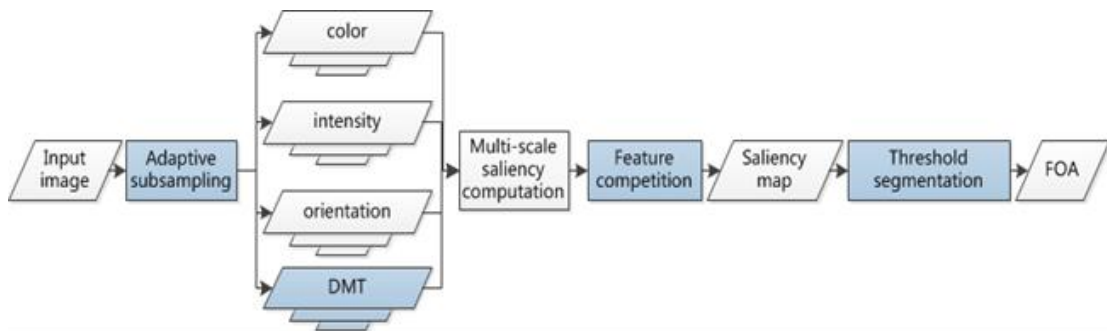 Input
image
Adaptive
subsampling
color
intensity
orientation
DMT
Multi-scale
saliency
computation
Feature
competition
Saliency
map
Threshold
segmentation
FOA